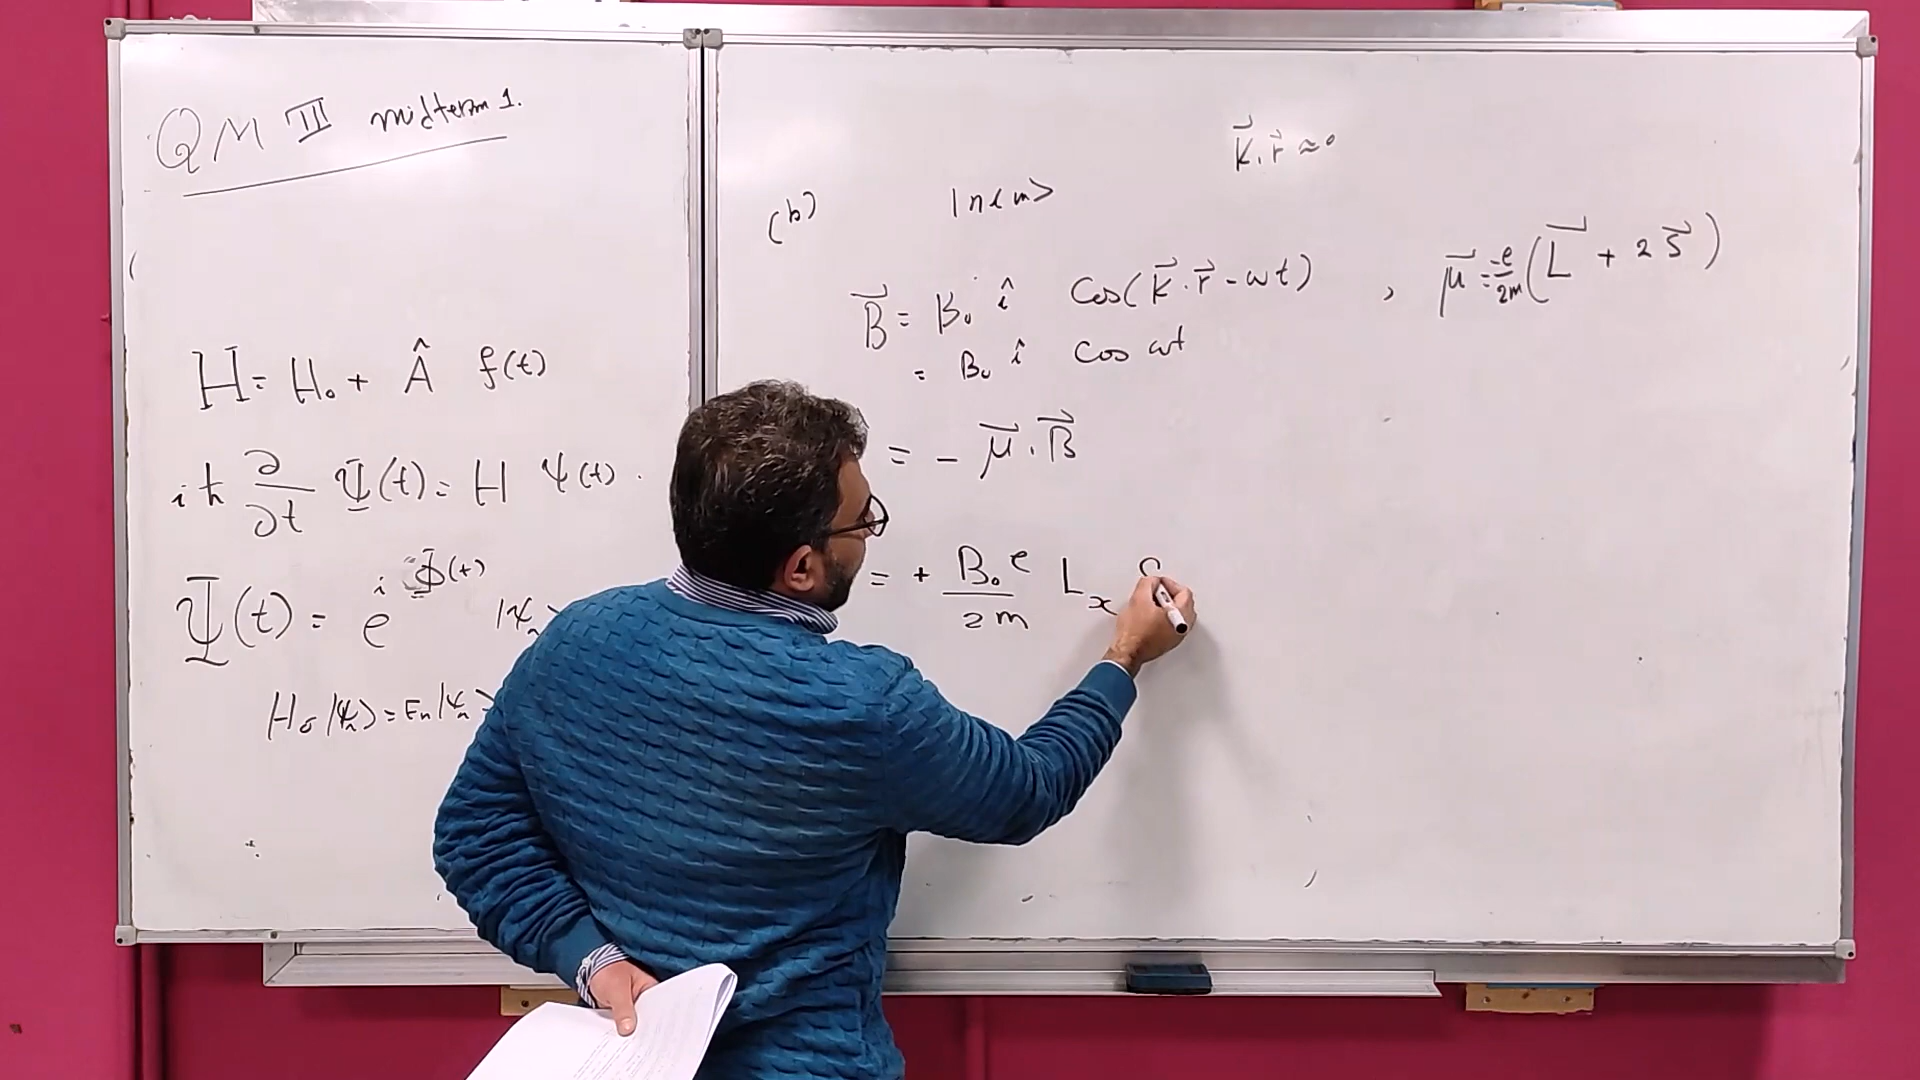 QM III midterm 1.
H = H₀ + Â f(t)
iħ ∂/∂t Ψ(t) = H ψ(t).
Ψ(t) = e^{iΦ(t)} |ψₙ
H₀|ψₙ⟩ = Eₙ|ψₙ⟩
k⃗.r⃗ ≈ 0
(b) |nℓm>
B⃗ = B₀ î cos(k⃗.r⃗ - ωt) , μ⃗ = -e/2m (L⃗ + 2S⃗)
= B₀ î cos ωt
= - μ⃗.B⃗
= + B₀e/2m Lₓ